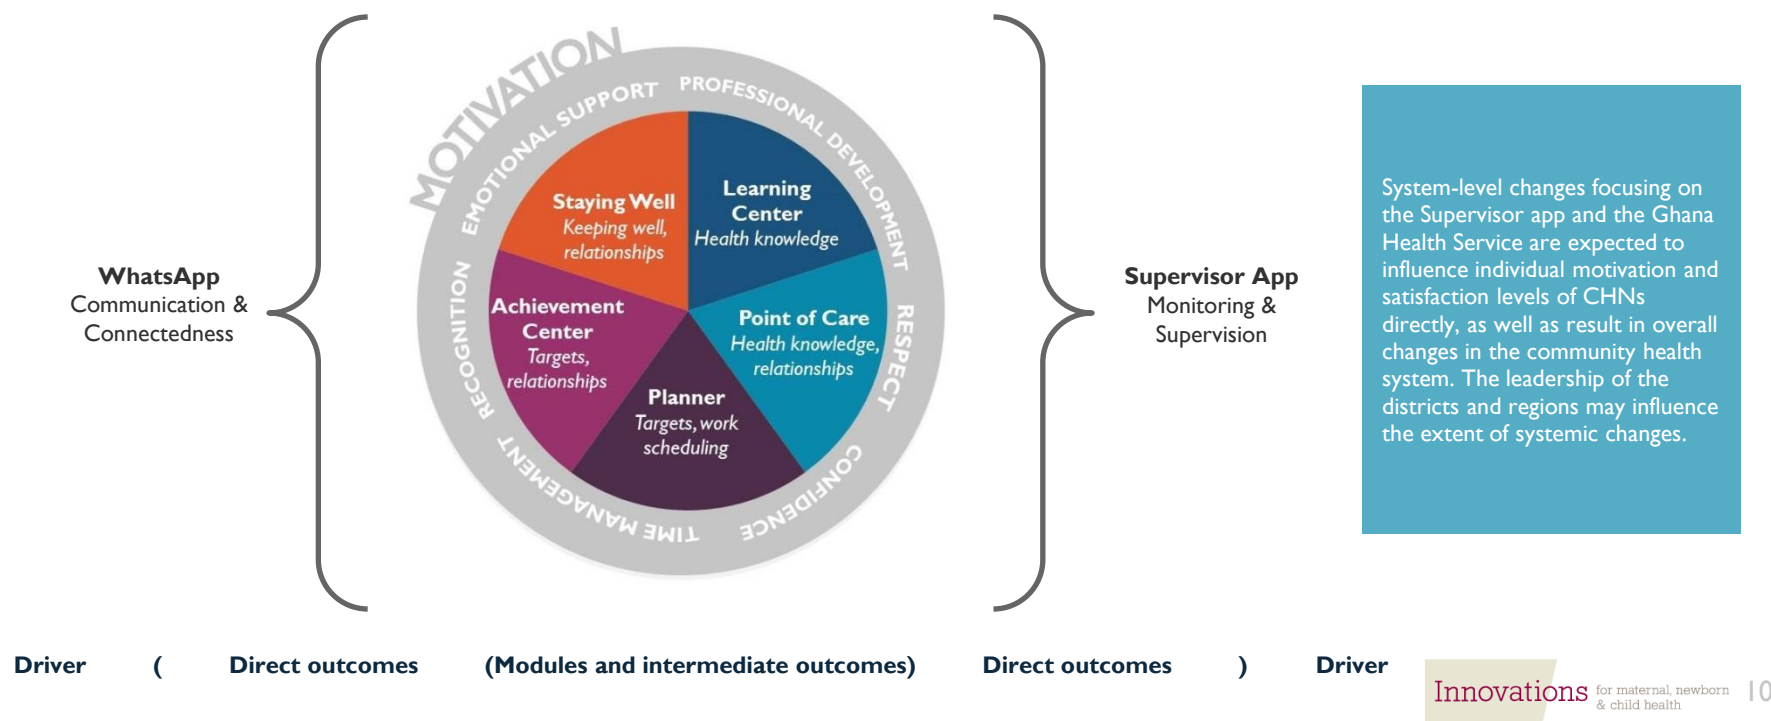 MOTIVATION
EMOTIONAL SUPPORT
PROFESSIONAL DEVELOPMENT
RESPECT
CONFIDENCE
TIME MANAGEMENT
RECOGNITION
WhatsApp
Communication &
Connectedness
Staying Well
Keeping well,
relationships
Learning
Center
Health knowledge
Achievement
Center
Targets,
relationships
Point of Care
Health knowledge,
relationships
Planner
Targets, work
scheduling
Supervisor App
Monitoring &
Supervision
System-level changes focusing on
the Supervisor app and the Ghana
Health Service are expected to
influence individual motivation and
satisfaction levels of CHNs
directly, as well as result in overall
changes in the community health
system. The leadership of the
districts and regions may influence
the extent of systemic changes.
Driver ( Direct outcomes (Modules and intermediate outcomes) Direct outcomes ) Driver
Innovations for maternal, newborn
& child health
10